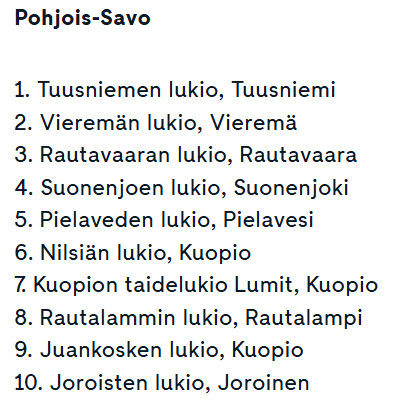 Pohjois-Savo
1. Tuusniemen lukio, Tuusniemi
2. Vieremän lukio, Vieremä
3. Rautavaaran lukio, Rautavaara
4. Suonenjoen lukio, Suonenjoki
5. Pielaveden lukio, Pielavesi
6. Nilsiän lukio, Kuopio
7. Kuopion taidelukio Lumit, Kuopio
8. Rautalammin lukio, Rautalampi
9. Juankosken lukio, Kuopio
10. Joroisten lukio, Joroinen